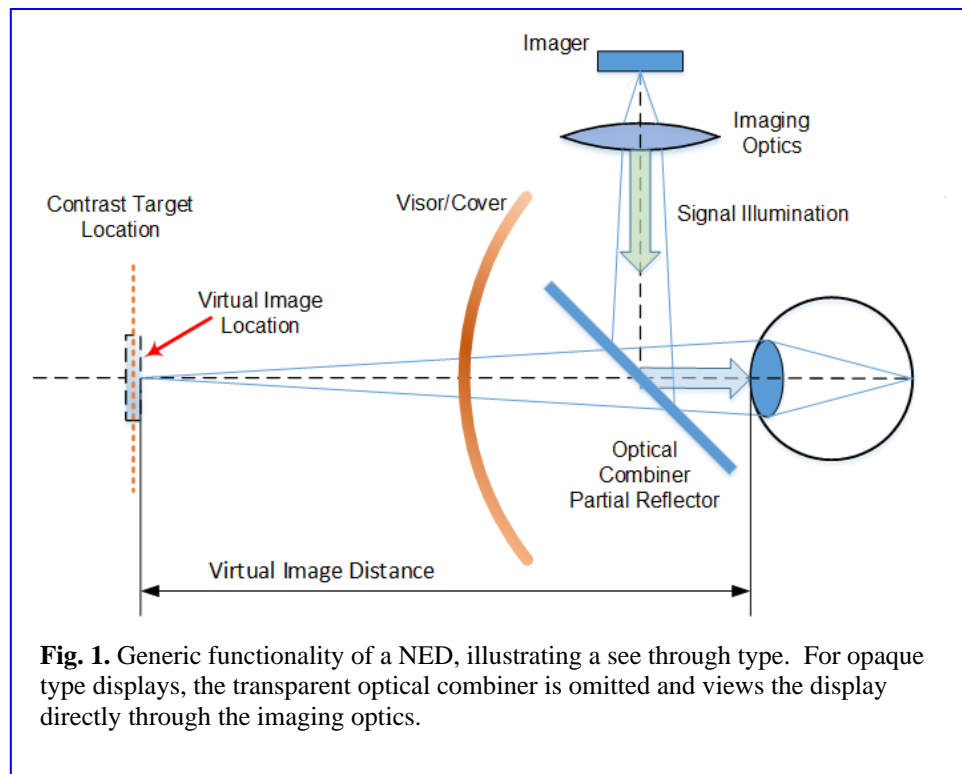 Imager
Imaging
Optics
Contrast Target
Location
Visor/Cover
Signal Illumination
Virtual Image
Location
Optical
Combiner
Partial Reflector
Virtual Image Distance
Fig. 1. Generic functionality of a NED, illustrating a see through type. For opaque
type displays, the transparent optical combiner is omitted and views the display
directly through the imaging optics.